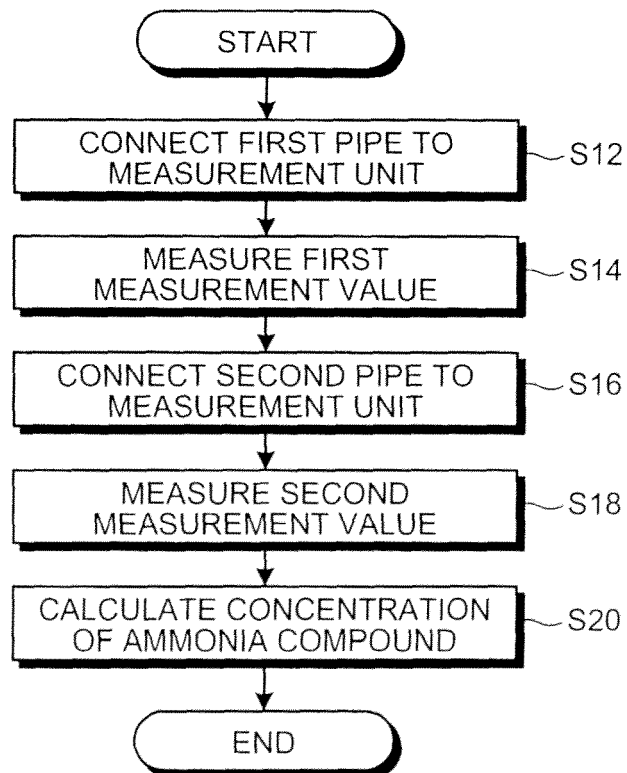 START
CONNECT FIRST PIPE TO
MEASUREMENT UNIT
S12
MEASURE FIRST
MEASUREMENT VALUE
S14
CONNECT SECOND PIPE TO
MEASUREMENT UNIT
S16
MEASURE SECOND
MEASUREMENT VALUE
S18
CALCULATE CONCENTRATION
OF AMMONIA COMPOUND
S20
END